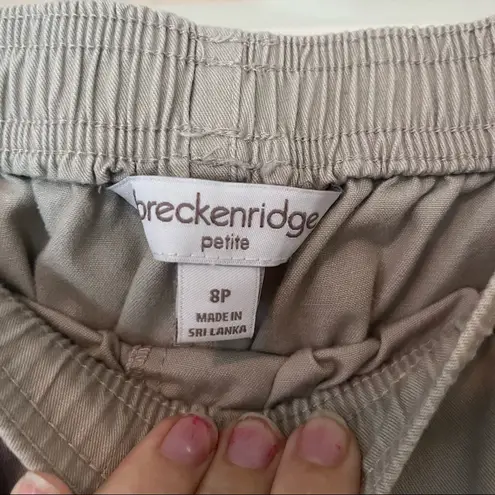 breckenridge
petite
8P
MADE IN
SRI LANKA